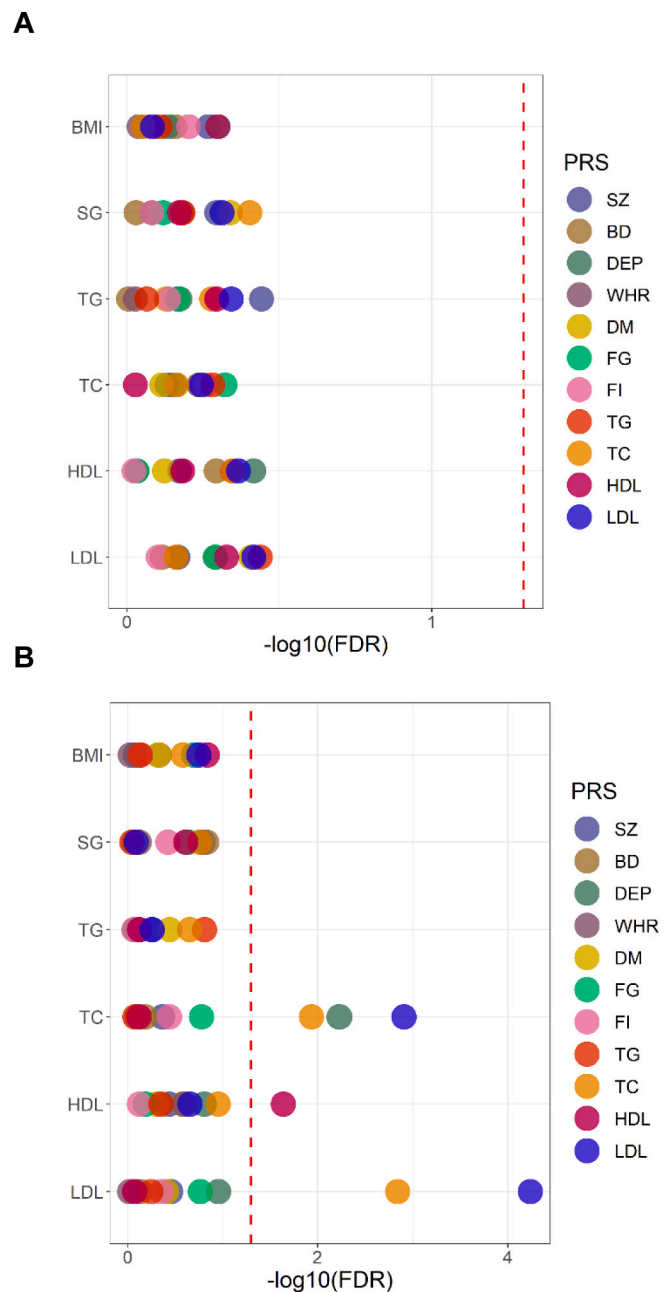 A
BMI
SG
TG
TC
HDL
LDL
0
1
-log10(FDR)
PRS
SZ
BD
DEP
WHR
DM
FG
FI
TG
TC
HDL
LDL
B
BMI
SG
TG
TC
HDL
LDL
0
2
4
-log10(FDR)
PRS
SZ
BD
DEP
WHR
DM
FG
FI
TG
TC
HDL
LDL